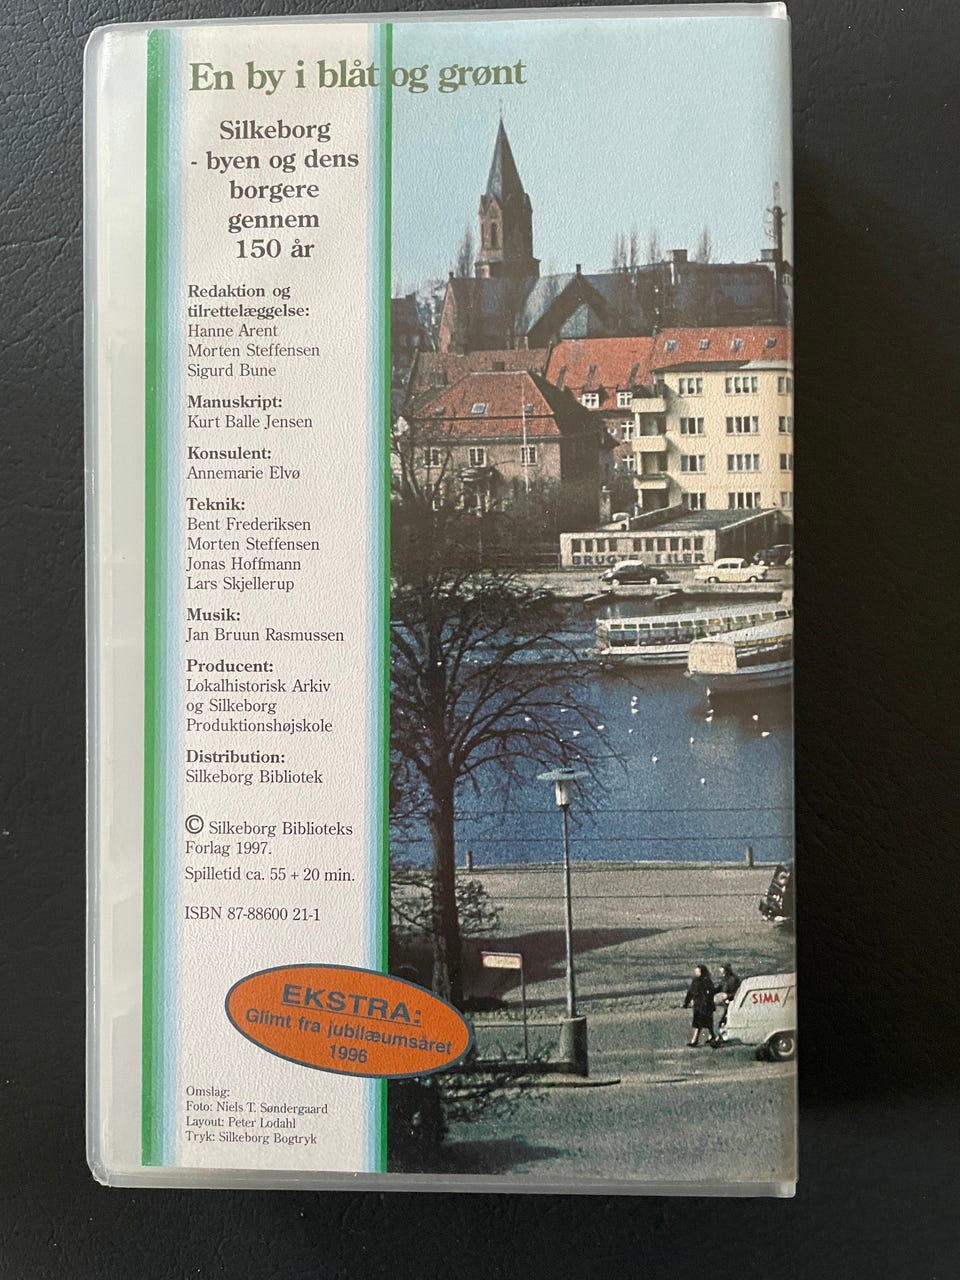 En by i blåt og grønt
Silkeborg
- byen og dens
borgere
gennem
150 år
Redaktion og
tilrettelæggelse:
Hanne Arent
Morten Steffensen
Sigurd Bune
Manuskript:
Kurt Balle Jensen
Konsulent:
Annemarie Elvø
Teknik:
Bent Frederiksen
Morten Steffensen
Jonas Hoffmann
Lars Skjellerup
Musik:
Jan Bruun Rasmussen
Producent:
Lokalhistorisk Arkiv
og Silkeborg
Produktionshøjskole
Distribution:
Silkeborg Bibliotek
© Silkeborg Biblioteks
Forlag 1997.
Spilletid ca. 55 + 20 min.
ISBN 87-88600 21-1
EKSTRA:
Glimt fra jubilæumsåret
1996
Omslag:
Foto: Niels T. Søndergaard
Layout: Peter Lodahl
Tryk: Silkeborg Bogtryk
BRUGTE
SIMA